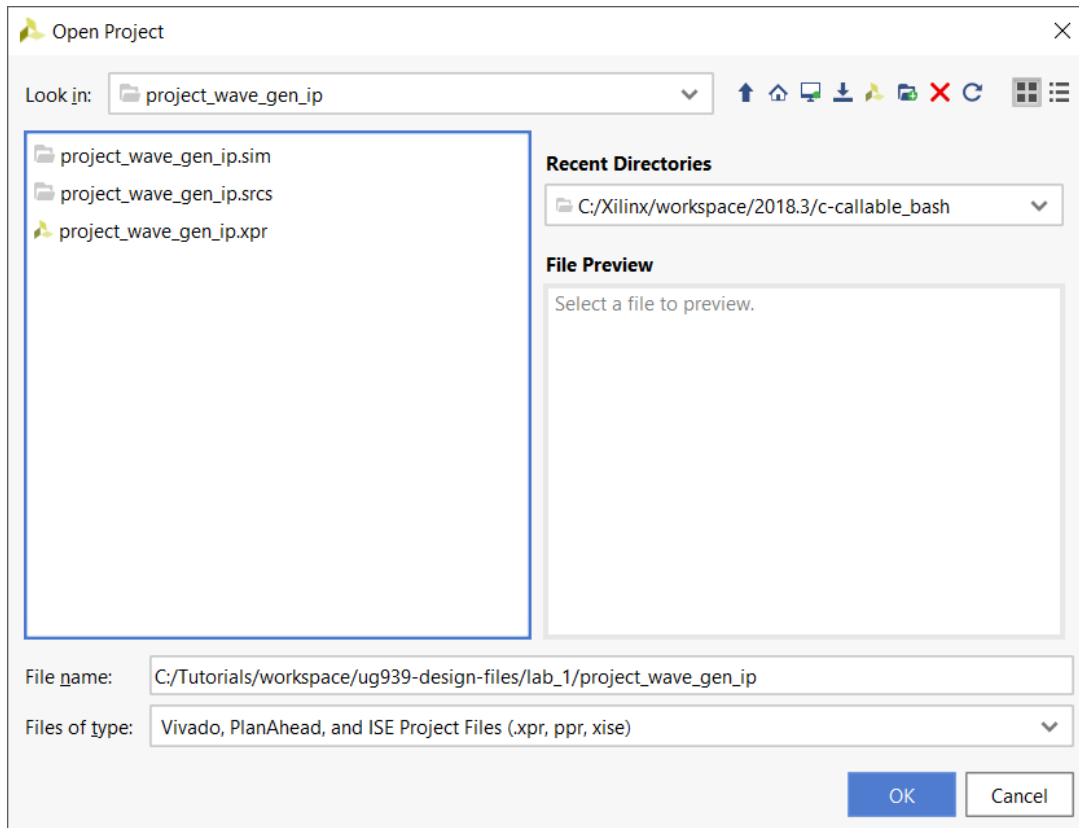 Open Project
Look in: project_wave_gen_ip
project_wave_gen_ip.sim
project_wave_gen_ip.srcs
project_wave_gen_ip.xpr
Recent Directories
C:/Xilinx/workspace/2018.3/c-callable_bash
File Preview
Select a file to preview.
File name: C:/Tutorials/workspace/ug939-design-files/lab_1/project_wave_gen_ip
Files of type: Vivado, PlanAhead, and ISE Project Files (.xpr, ppr, xise)
OK Cancel